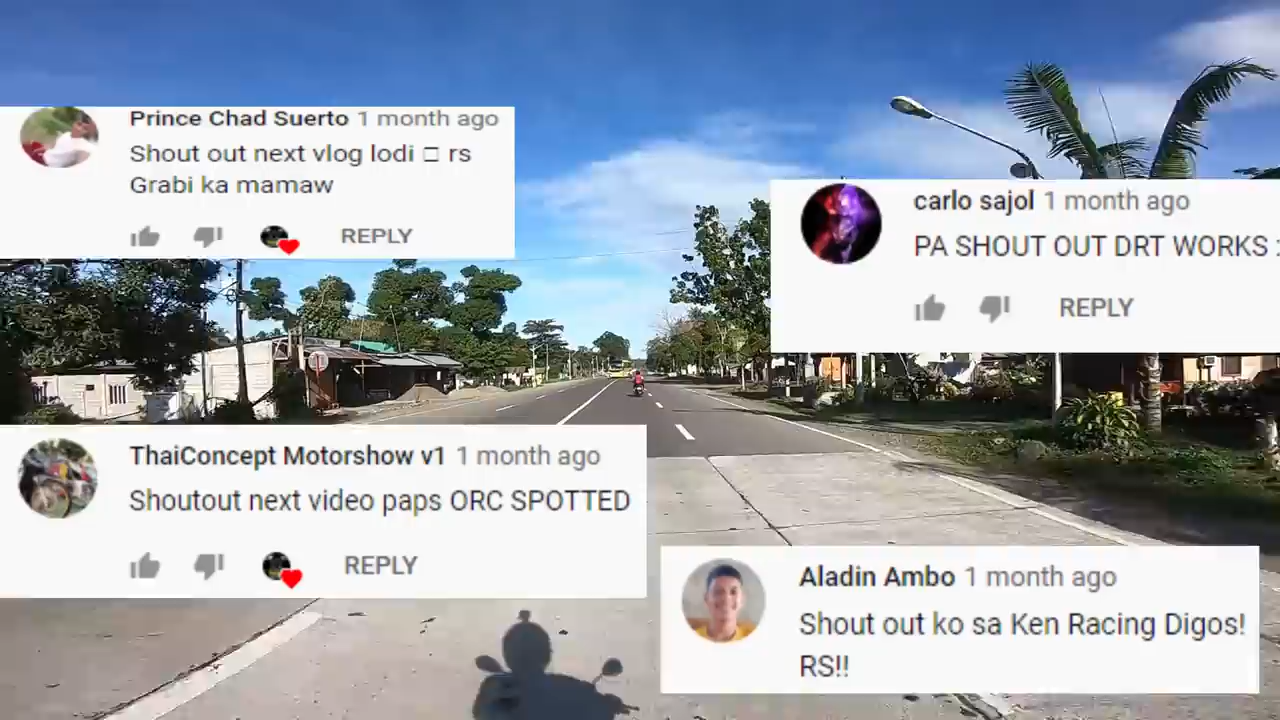 Prince Chad Suerto 1 month ago
Shout out next vlog lodi □ rs
Grabi ka mamaw
REPLY
carlo sajol 1 month ago
PA SHOUT OUT DRT WORKS
REPLY
ThaiConcept Motorshow v1 1 month ago
Shoutout next video paps ORC SPOTTED
REPLY
Aladin Ambo 1 month ago
Shout out ko sa Ken Racing Digos!
RS!!